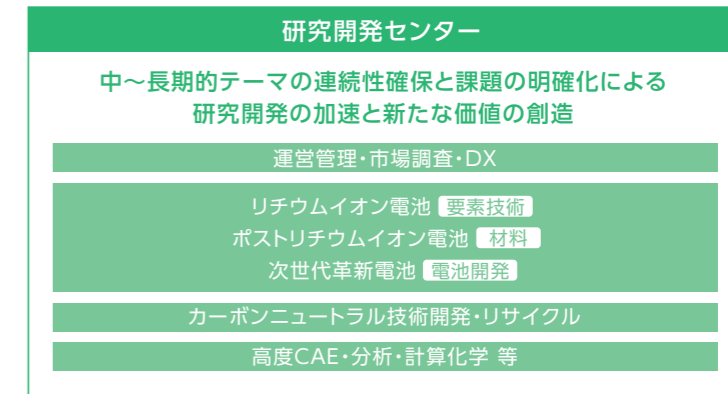 研究開発センター
中～長期的テーマの連続性確保と課題の明確化による
研究開発の加速と新たな価値の創造
運営管理・市場調査・DX
リチウムイオン電池 要素技術
ポストリチウムイオン電池 材料
次世代革新電池 電池開発
カーボンニュートラル技術開発・リサイクル
高度CAE・分析・計算化学 等